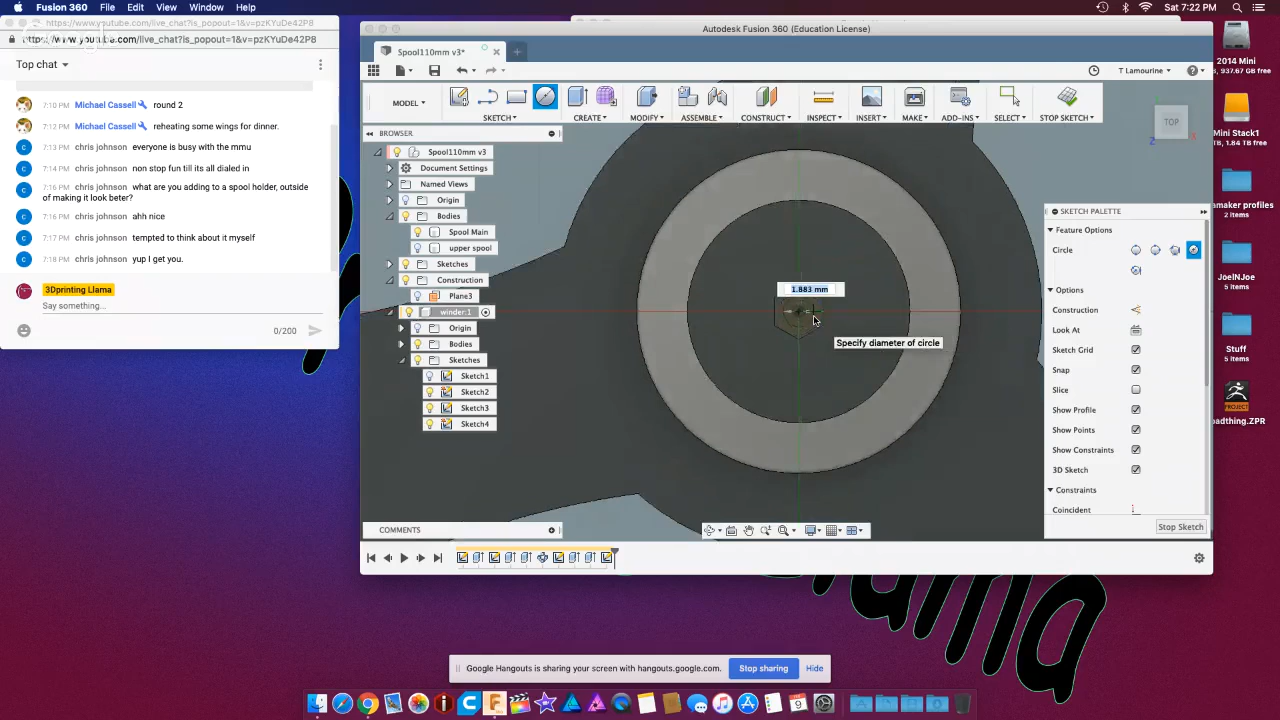 Fusion 360 File Edit View Window Help
Sat 7:22 PM
https://www.youtube.com/live_chat?is_popout=1&v=pzKYuDe42P8
https://www.youtube.com/live_chat?is_popout=1&v=pzKYuDe42P8
Top chat
7:10 PM Michael Cassell round 2
7:12 PM Michael Cassell reheating some wings for dinner.
7:13 PM chris johnson everyone is busy with the mmu
7:14 PM chris johnson non stop fun till its all dialed in
7:16 PM chris johnson what are you adding to a spool holder, outside
of making it look beter?
7:16 PM chris johnson ahh nice
7:17 PM chris johnson tempted to think about it myself
7:18 PM chris johnson yup I get you.
3Dprinting Llama
Say something...
0/200
Autodesk Fusion 360 (Education License)
Spool110mm v3*
T Lamourine
MODEL
SKETCH
CREATE
MODIFY
ASSEMBLE
CONSTRUCT
INSPECT
INSERT
MAKE
ADD-INS
SELECT
STOP SKETCH
BROWSER
Spool110mm v3
Document Settings
Named Views
Origin
Bodies
Spool Main
upper spool
Sketches
Construction
Plane3
winder:1
Origin
Bodies
Sketches
Sketch1
Sketch2
Sketch3
Sketch4
COMMENTS
TOP
Z
X
1.883 mm
Specify diameter of circle
SKETCH PALETTE
Feature Options
Circle
Options
Construction
Look At
Sketch Grid
Snap
Slice
Show Profile
Show Points
Show Constraints
3D Sketch
Constraints
Coincident
Stop Sketch
2014 Mini
Mini Stack1
2 items
JoelNJoe
2 items
Stuff
5 items
PROJECT
Google Hangouts is sharing your screen with hangouts.google.com.
Stop sharing
Hide